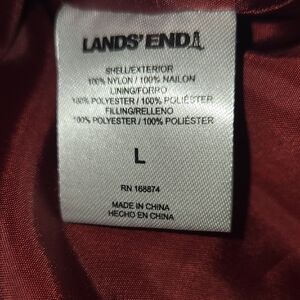 LANDS' END
SHELL/EXTERIOR
100% NYLON / 100% NAILON
LINING/FORRO
100% POLYESTER / 100% POLIÉSTER
FILLING/RELLENO
100% POLYESTER / 100% POLIÉSTER
L
RN 168874
MADE IN CHINA
HECHO EN CHINA